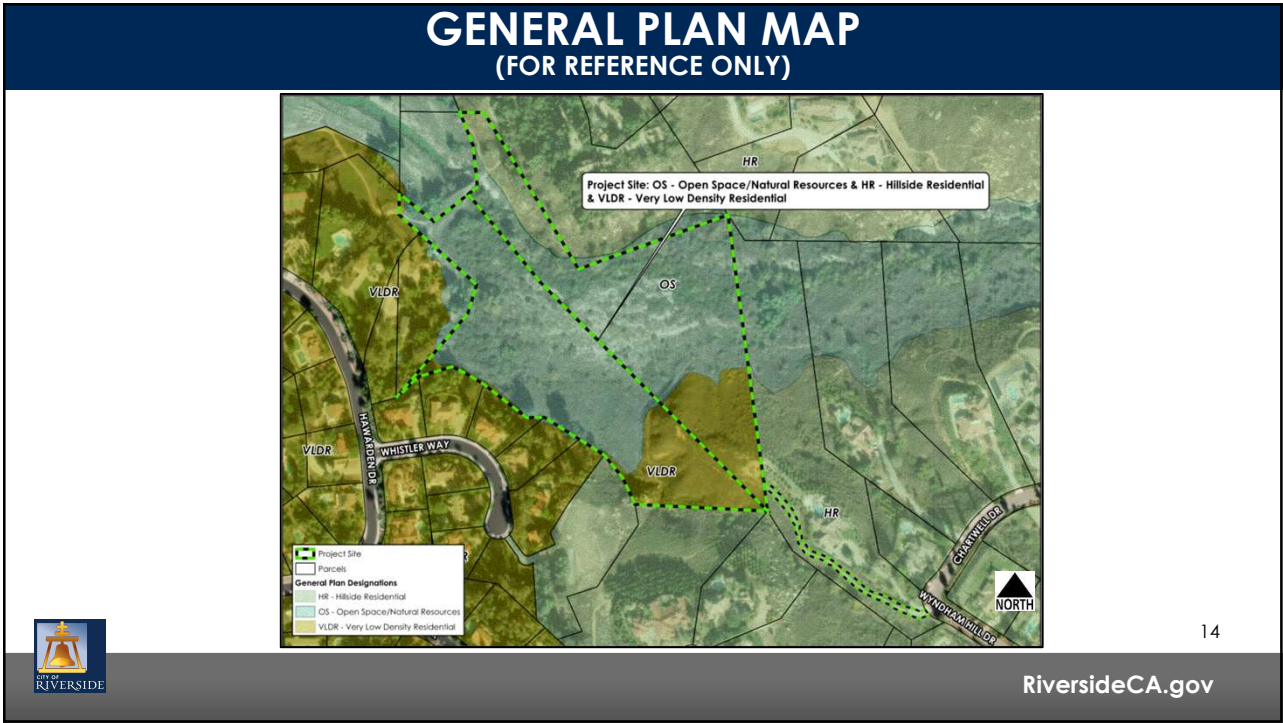 GENERAL PLAN MAP
(FOR REFERENCE ONLY)
HR
Project Site: OS - Open Space/Natural Resources & HR - Hillside Residential
& VLDR - Very Low Density Residential
OS
VLDR
HAWARDEN DR
VLDR
WHISTLER WAY
VLDR
HR
CHARTWELL DR
WYNDHAM HILL DR
NORTH
Project Site
Parcels
General Plan Designations
HR - Hillside Residential
OS - Open Space/Natural Resources
VLDR - Very Low Density Residential
14
CITY OF
RIVERSIDE
RiversideCA.gov